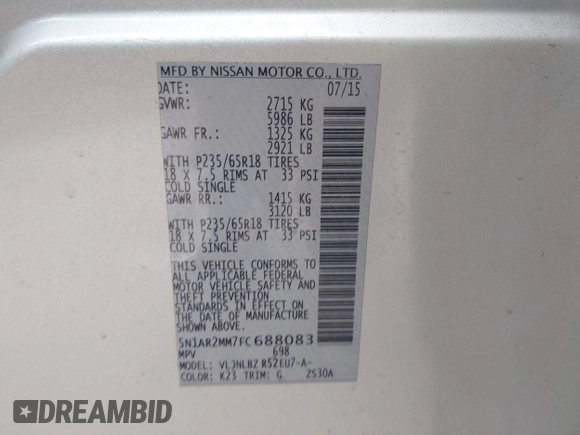 MFD BY NISSAN MOTOR CO., LTD.
DATE: 07/15
GVWR: 2715 KG
5986 LB
GAWR FR.: 1325 KG
2921 LB
WITH P235/65R18 TIRES
18 X 7.5 RIMS AT 33 PSI
COLD SINGLE
GAWR RR.: 1415 KG
3120 LB
WITH P235/65R18 TIRES
18 X 7.5 RIMS AT 33 PSI
COLD SINGLE
THIS VEHICLE CONFORMS TO
ALL APPLICABLE FEDERAL
MOTOR VEHICLE SAFETY AND
THEFT PREVENTION
STANDARDS IN EFFECT ON
THE DATE OF MANUFACTURE
SHOWN ABOVE.
5N1AR2MM7FC688083
MPV 698
MODEL: VLJNLBZ R52EU7-A-
COLOR: K23 TRIM: G ZS30A
DREAMBID